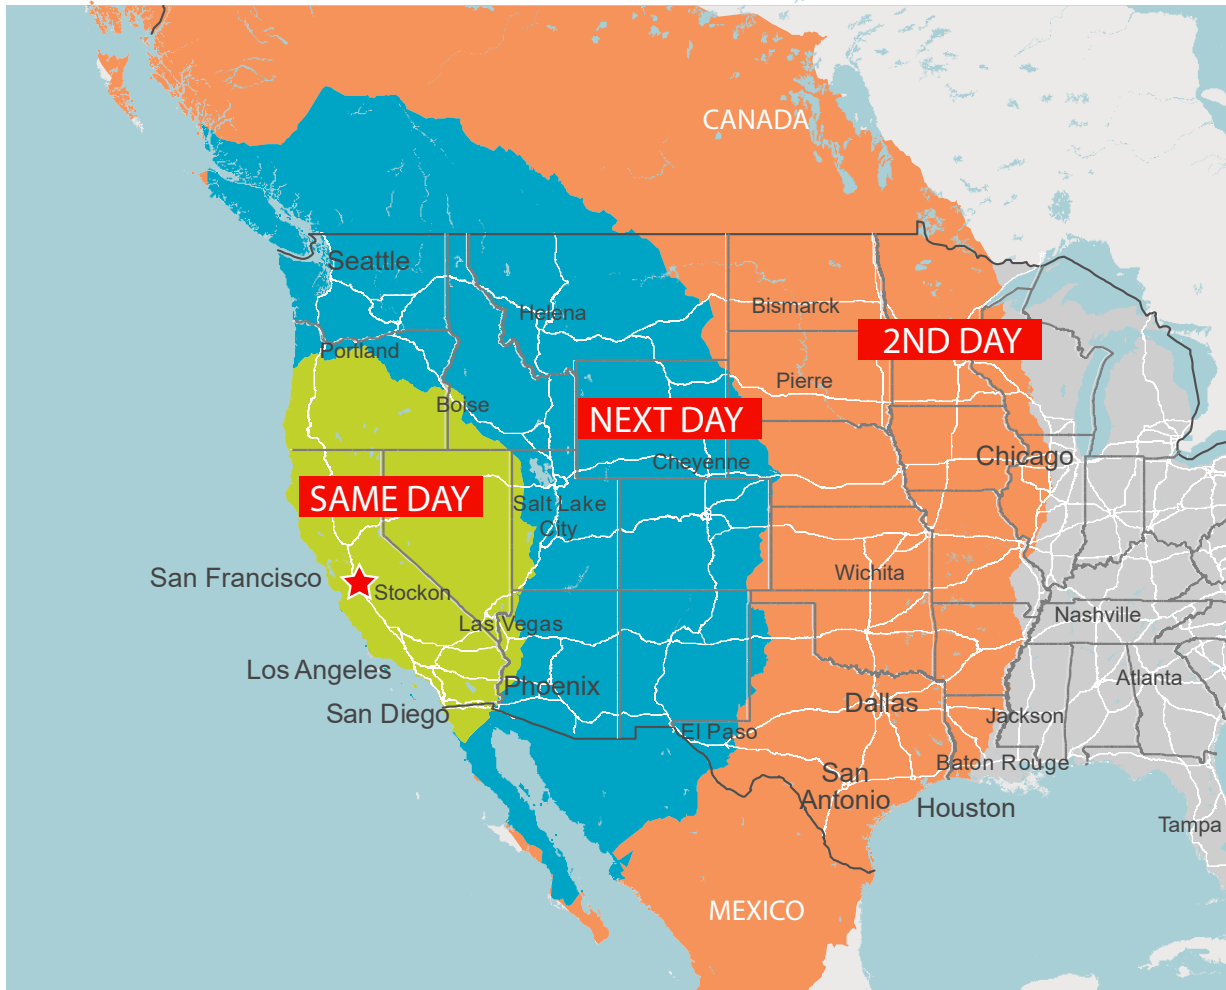 CANADA
Seattle
Helena
Bismarck
2ND DAY
Portland
Pierre
Boise
NEXT DAY
Chicago
Cheyenne
SAME DAY
Salt Lake
City
San Francisco
Stockon
Wichita
Las Vegas
Nashville
Los Angeles
Phoenix
Atlanta
San Diego
Dallas
Jackson
El Paso
Baton Rouge
San
Antonio
Houston
Tampa
MEXICO